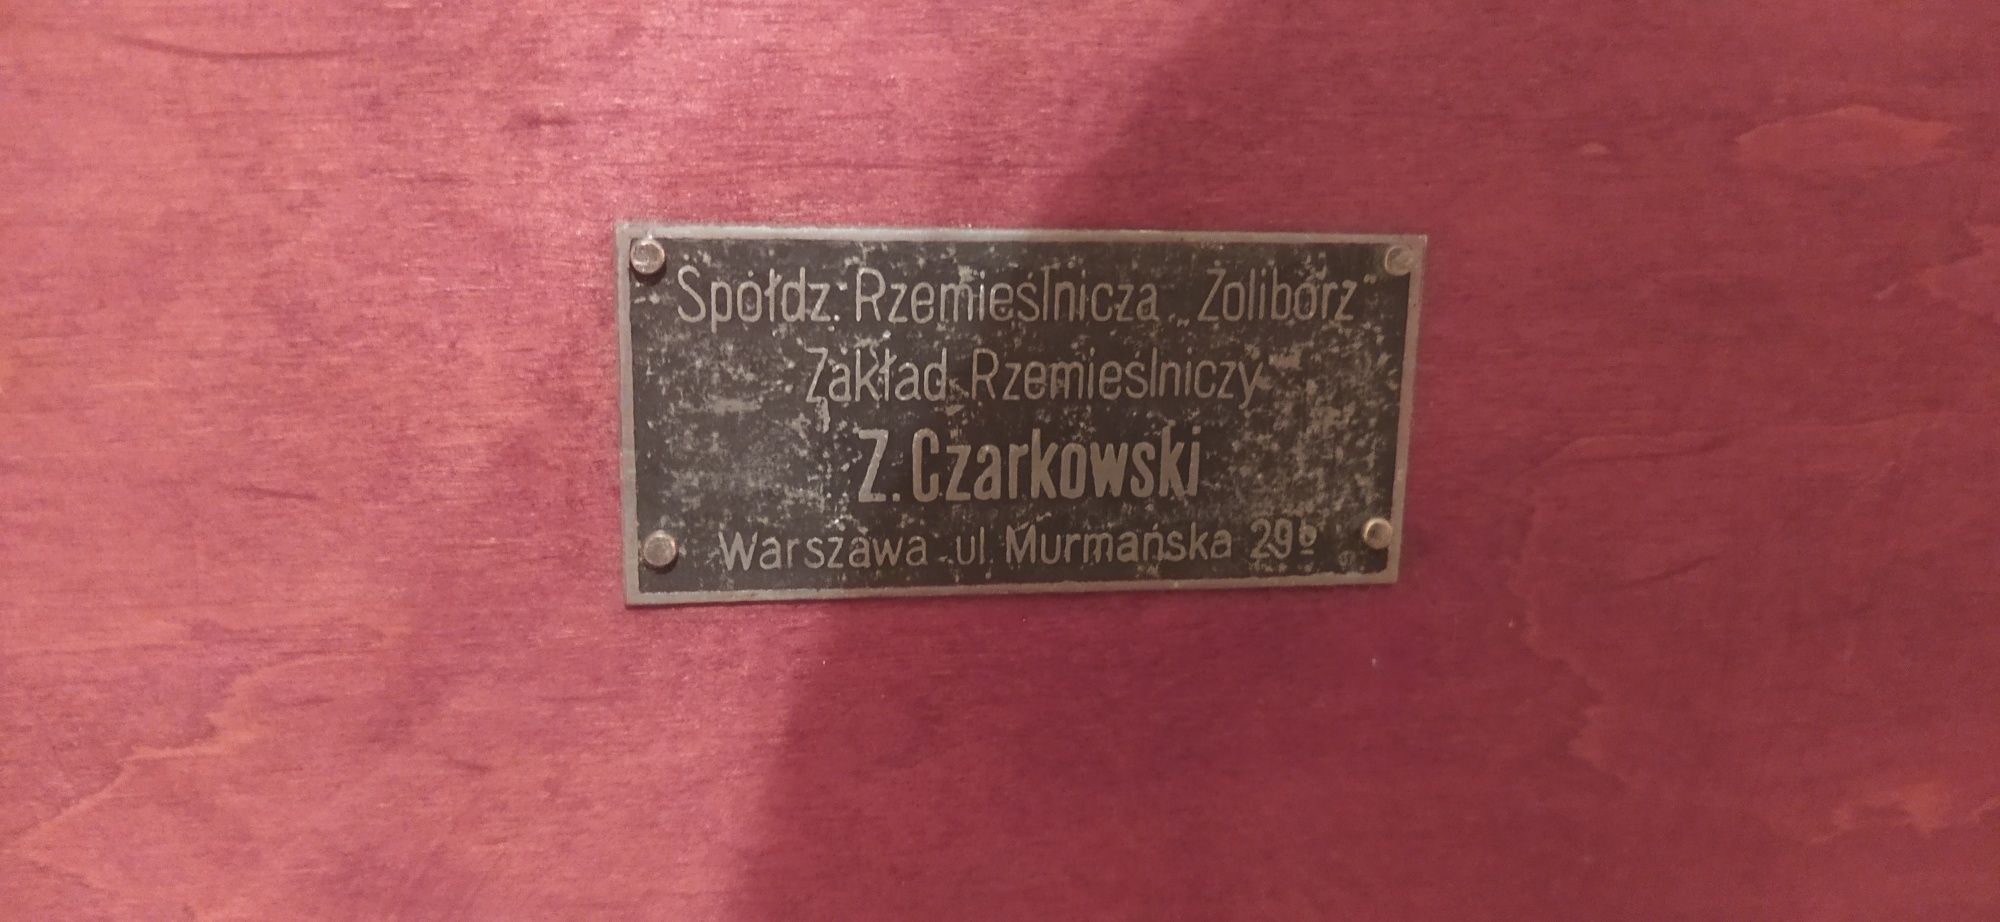 Spółdz. Rzemieślnicza „Żoliborz"
Zakład Rzemieślniczy
Z. Czarkowski
Warszawa ul. Murmańska 29b